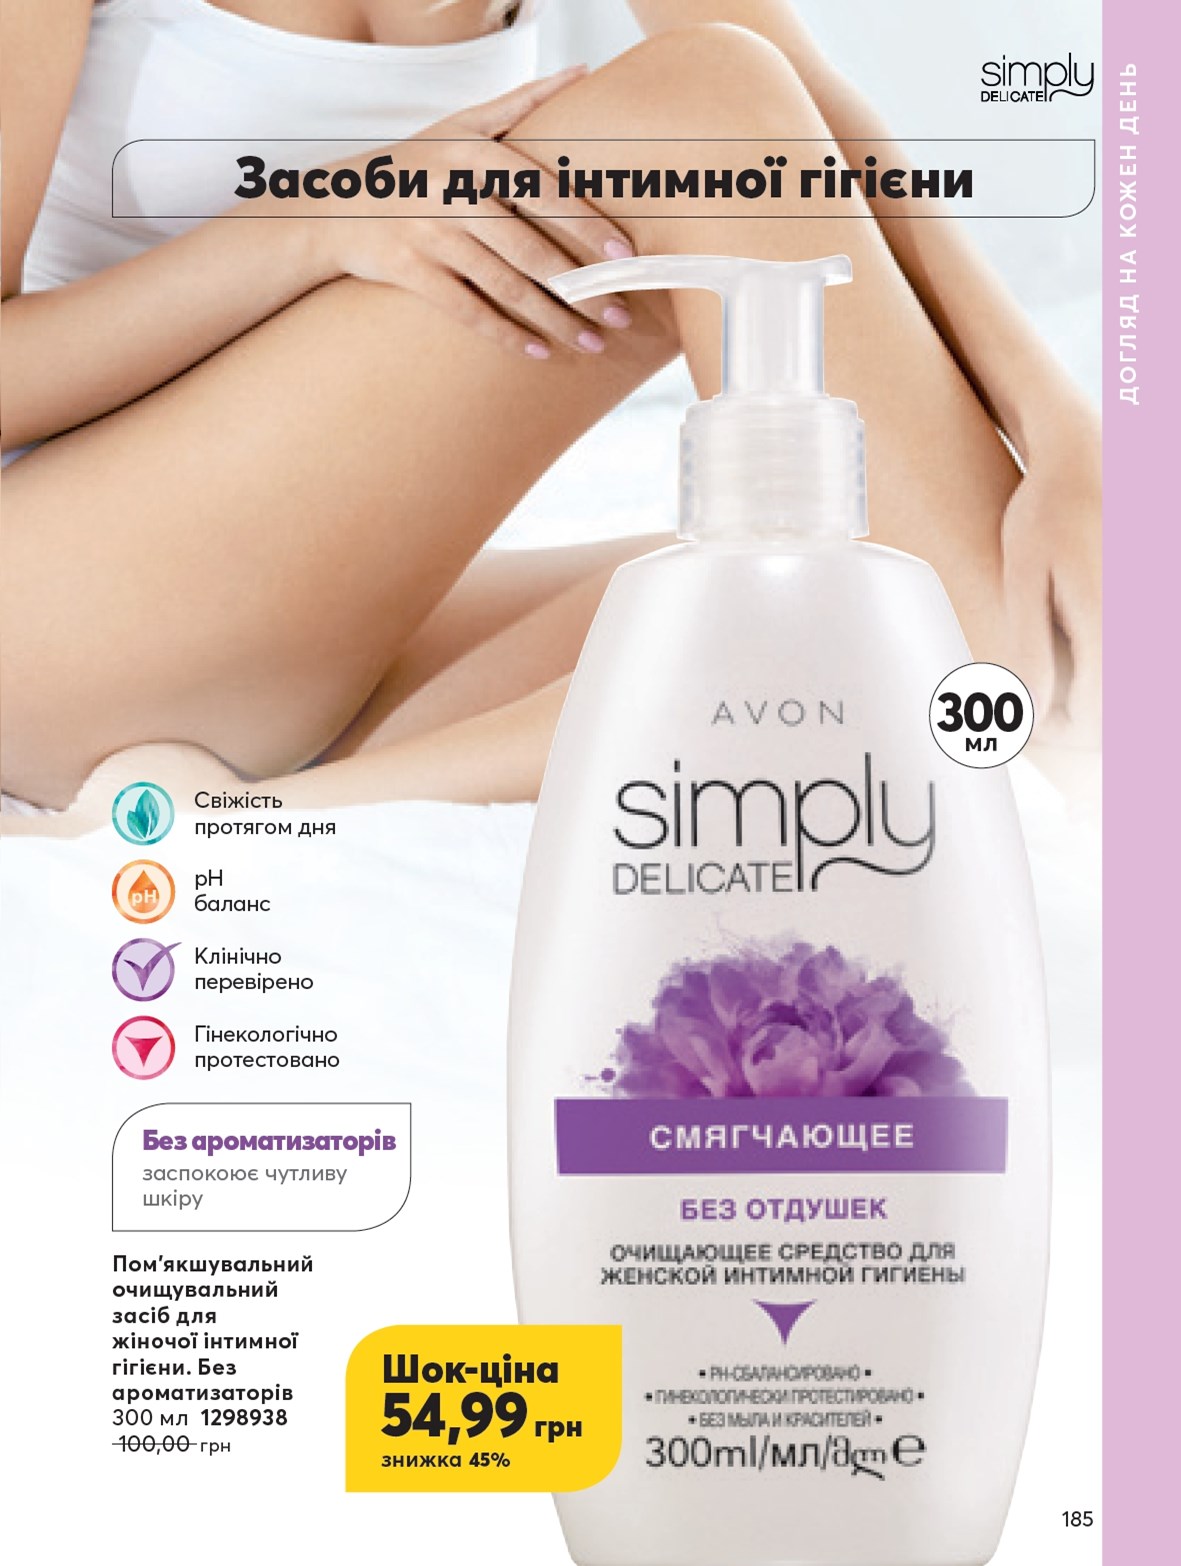 simply
DELICATE
ДОГЛЯД НА КОЖЕН ДЕНЬ
Засоби для інтимної гігієни
300
мл
AVON
simply
DELICATE
Свіжість
протягом дня
pH
баланс
pH
Клінічно
перевірено
Гінекологічно
протестовано
Без ароматизаторів
заспокоює чутливу
шкіру
СМЯГЧАЮЩЕЕ
БЕЗ ОТДУШЕК
ОЧИЩАЮЩЕЕ СРЕДСТВО ДЛЯ
ЖЕНСКОЙ ИНТИМНОЙ ГИГИЕНЫ
• PH-СБАЛАНСИРОВАНО •
• ГИНЕКОЛОГИЧЕСКИ ПРОТЕСТИРОВАНО •
• БЕЗ МЫЛА И КРАСИТЕЛЕЙ •
300ml/мл/მლ℮
Пом'якшувальний
очищувальний
засіб для
жіночої інтимної
гігієни. Без
ароматизаторів
300 мл 1298938
100,00 грн
Шок-ціна
54,99 грн
знижка 45%
185